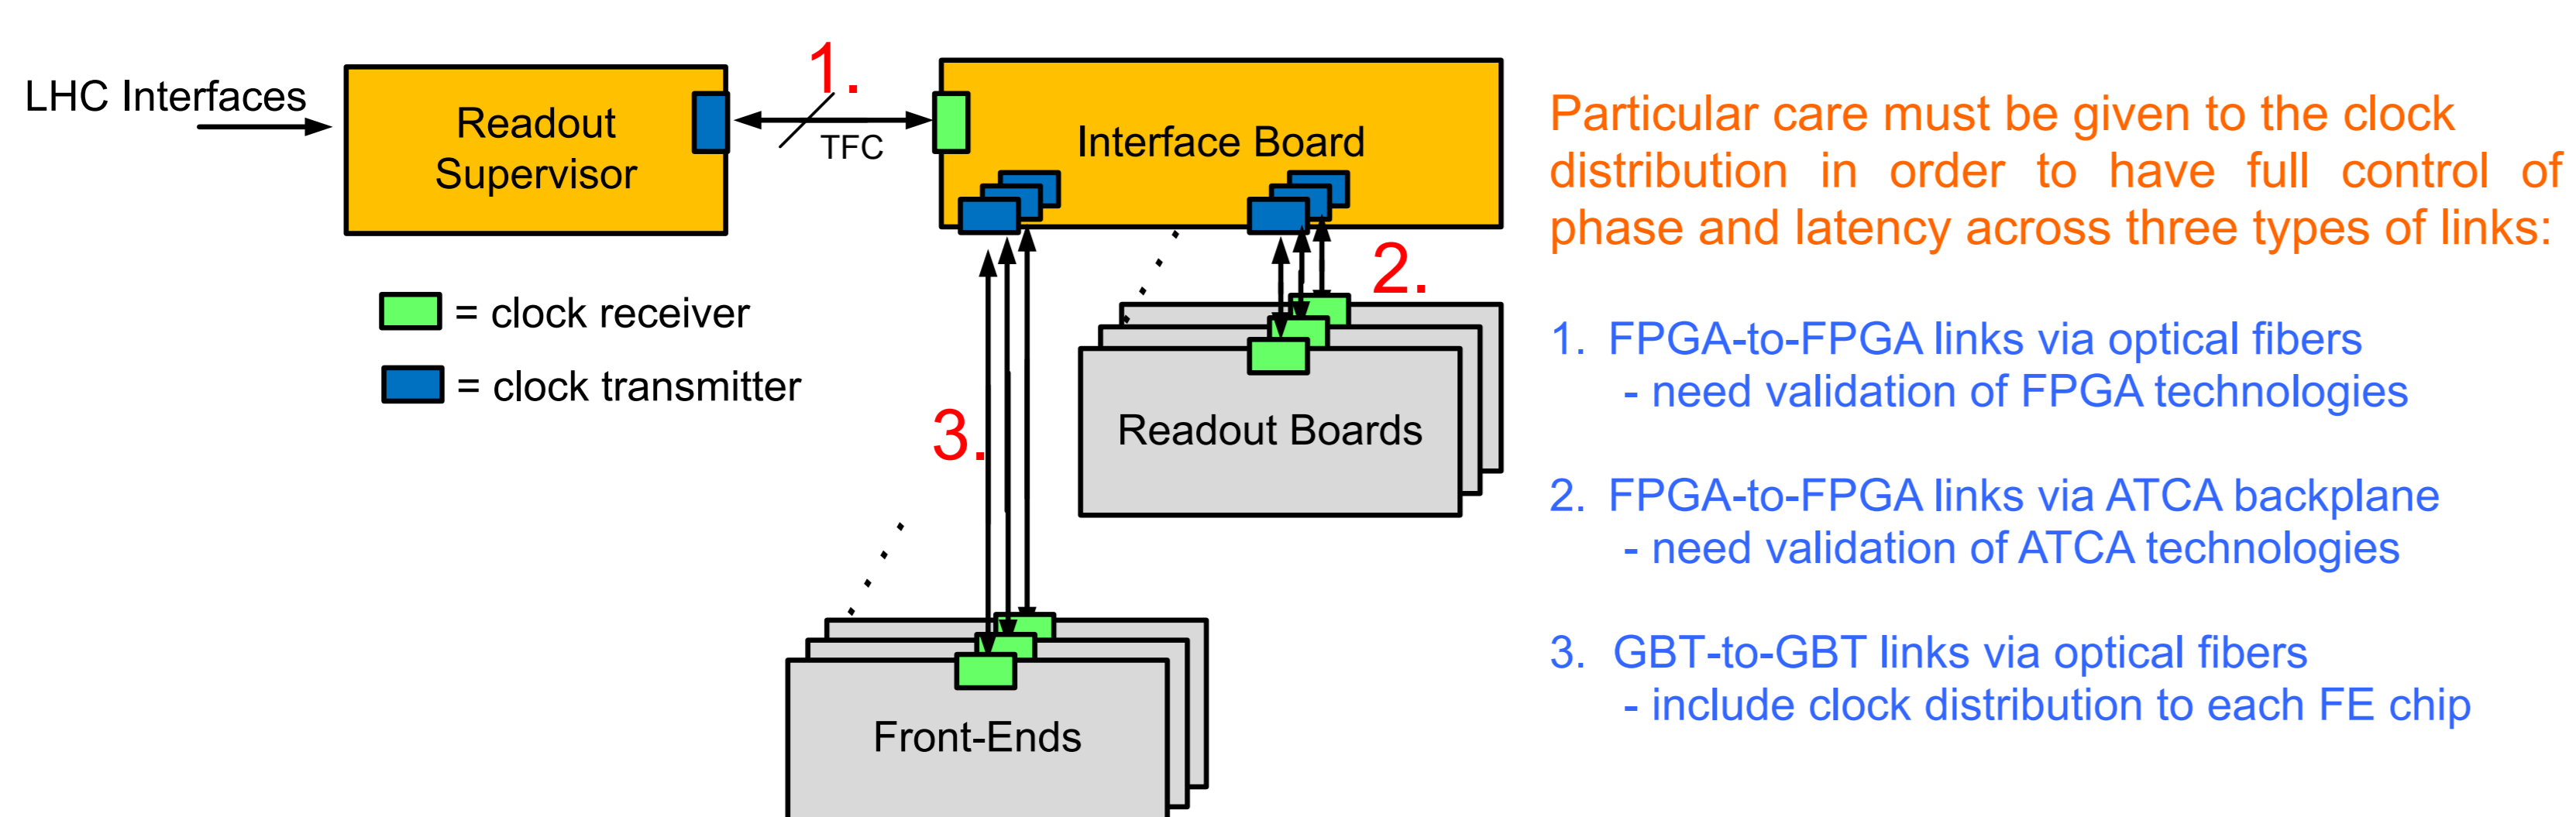 LHC Interfaces
Readout
Supervisor
1.
TFC
Interface Board
= clock receiver
= clock transmitter
2.
Readout Boards
3.
Front-Ends
Particular care must be given to the clock
distribution in order to have full control of
phase and latency across three types of links:
1. FPGA-to-FPGA links via optical fibers
- need validation of FPGA technologies
2. FPGA-to-FPGA links via ATCA backplane
- need validation of ATCA technologies
3. GBT-to-GBT links via optical fibers
- include clock distribution to each FE chip